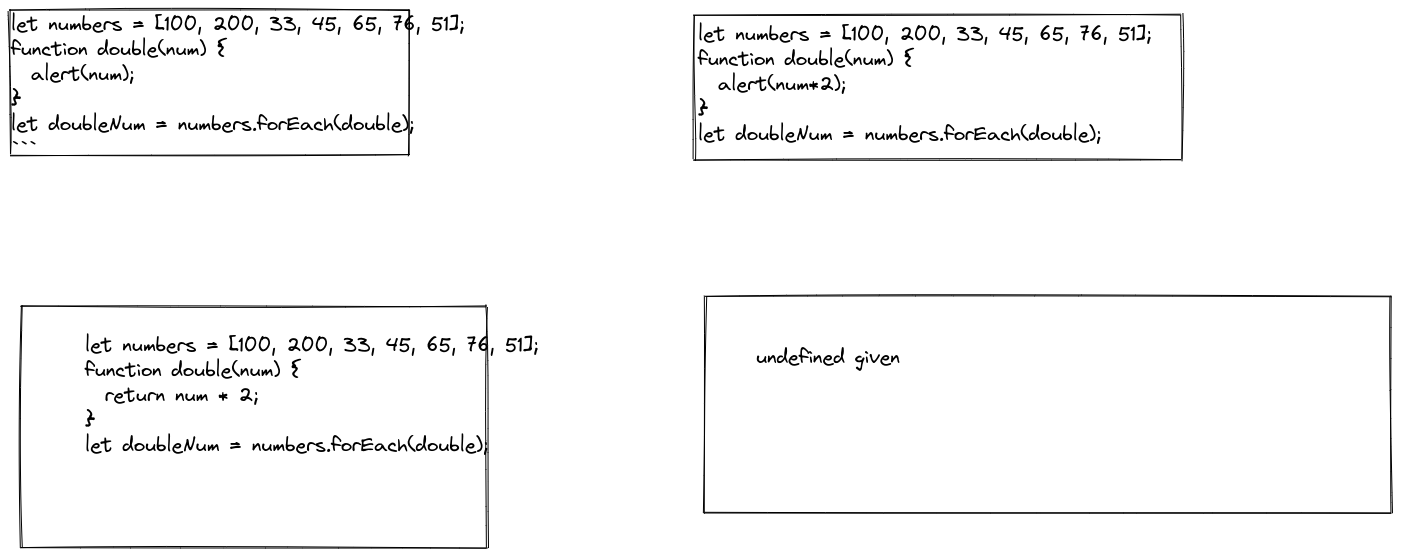 let numbers = [100, 200, 33, 45, 65, 76, 51];
function double(num) {
  alert(num);
}
let doubleNum = numbers.forEach(double);
```
let numbers = [100, 200, 33, 45, 65, 76, 51];
function double(num) {
  alert(num*2);
}
let doubleNum = numbers.forEach(double);
let numbers = [100, 200, 33, 45, 65, 76, 51];
function double(num) {
  return num * 2;
}
let doubleNum = numbers.forEach(double);
undefined given